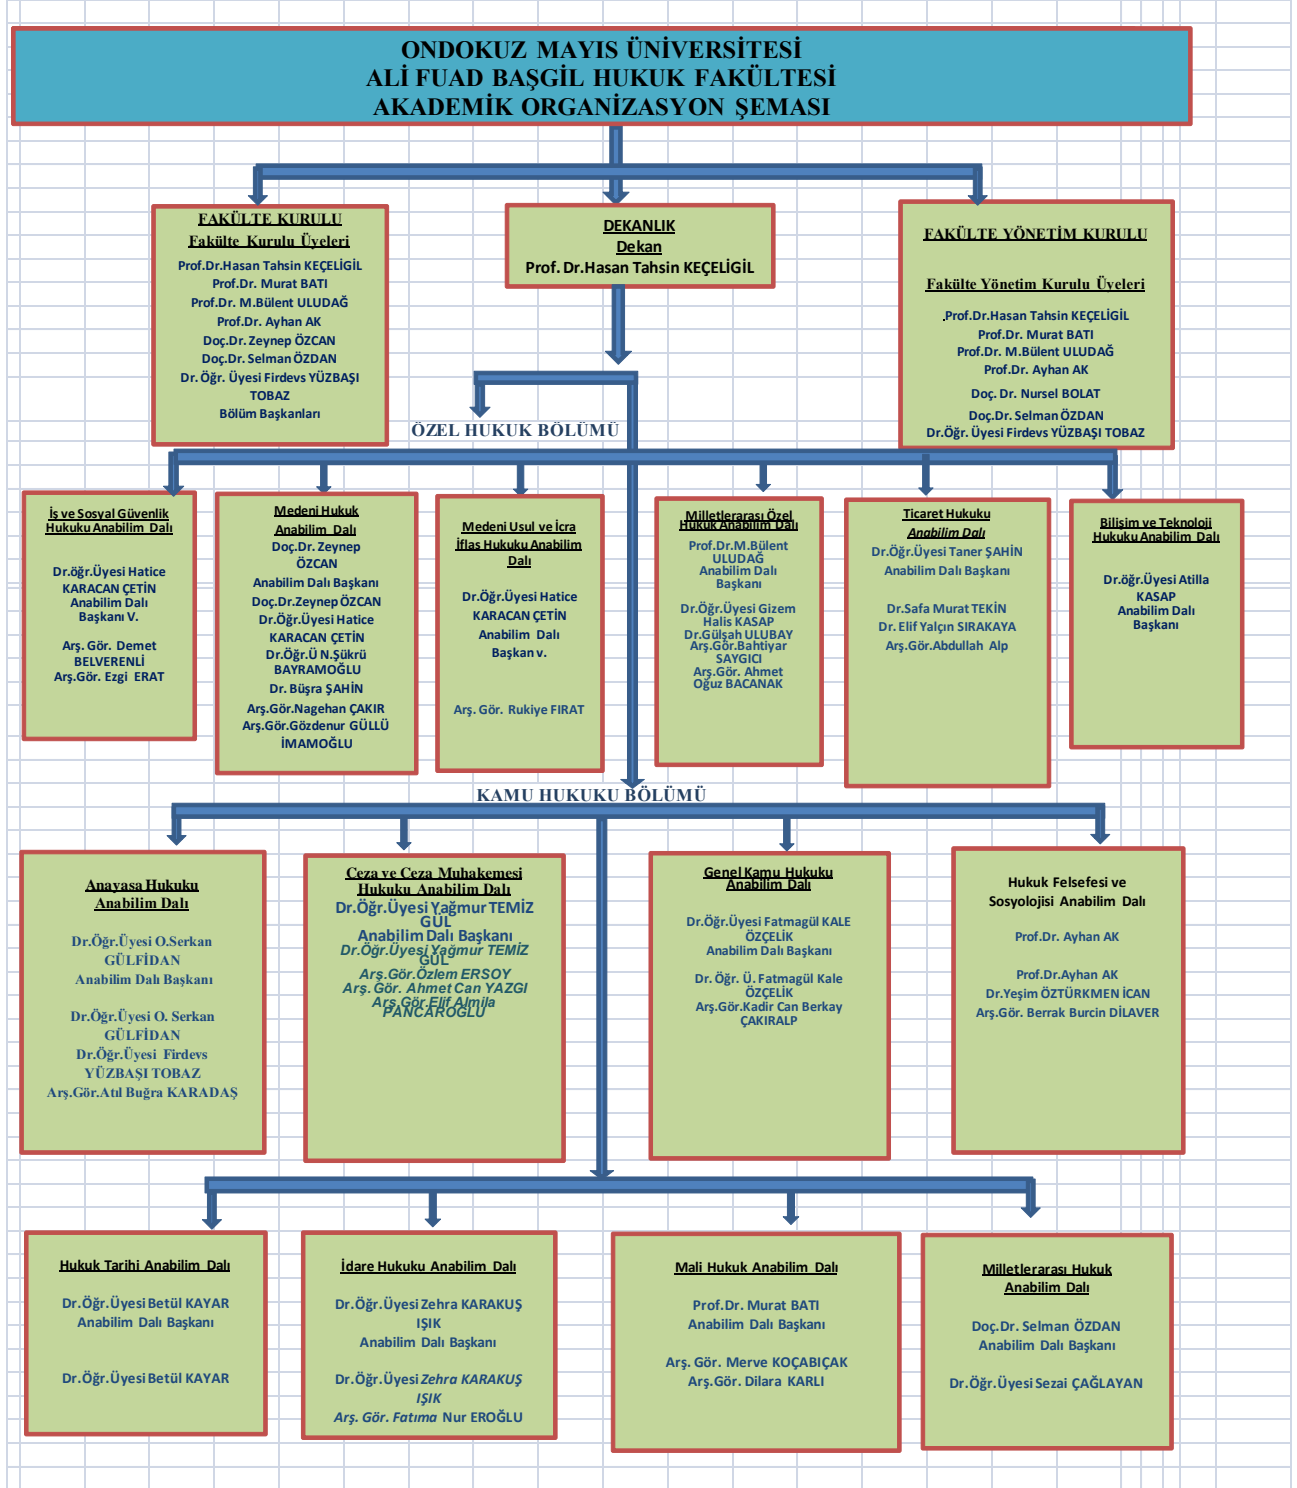 ONDOKUZ MAYIS ÜNİVERSİTESİ
ALİ FUAD BAŞGİL HUKUK FAKÜLTESİ
AKADEMİK ORGANİZASYON ŞEMASI
FAKÜLTE KURULU
Fakülte Kurulu Üyeleri
Prof.Dr.Hasan Tahsin KEÇELİGİL
Prof.Dr. Murat BATI
Prof.Dr. M.Bülent ULUDAĞ
Prof.Dr. Ayhan AK
Doç.Dr. Zeynep ÖZCAN
Doç.Dr. Selman ÖZDAN
Dr. Öğr. Üyesi Firdevs YÜZBAŞI
TOBAZ
Bölüm Başkanları
DEKANLIK
Dekan
Prof. Dr.Hasan Tahsin KEÇELİGİL
FAKÜLTE YÖNETİM KURULU
Fakülte Yönetim Kurulu Üyeleri
.Prof.Dr.Hasan Tahsin KEÇELİGİL
Prof.Dr. Murat BATI
Prof.Dr. M.Bülent ULUDAĞ
Prof.Dr. Ayhan AK
Doç. Dr. Nursel BOLAT
Doç.Dr. Selman ÖZDAN
Dr.Öğr. Üyesi Firdevs YÜZBAŞI TOBAZ
ÖZEL HUKUK BÖLÜMÜ
İş ve Sosyal Güvenlik
Hukuku Anabilim Dalı
Dr.öğr.Üyesi Hatice
KARACAN ÇETİN
Anabilim Dalı
Başkanı V.
Arş. Gör. Demet
BELVERENLİ
Arş.Gör. Ezgi ERAT
Medeni Hukuk
Anabilim Dalı
Doç.Dr. Zeynep
ÖZCAN
Anabilim Dalı Başkanı
Doç.Dr.Zeynep ÖZCAN
Dr.Öğr.Üyesi Hatice
KARACAN ÇETİN
Dr.Öğr.Ü N.Şükrü
BAYRAMOĞLU
Dr. Büşra ŞAHİN
Arş.Gör.Nagehan ÇAKIR
Arş.Gör.Gözdenur GÜLLÜ
İMAMOĞLU
Medeni Usul ve İcra
İflas Hukuku Anabilim
Dalı
Dr.Öğr.Üyesi Hatice
KARACAN ÇETİN
Anabilim Dalı
Başkan v.
Arş. Gör. Rukiye FIRAT
Milletlerarası Özel
Hukuk Anabilim Dalı
Prof.Dr.M.Bülent
ULUDAĞ
Anabilim Dalı
Başkanı
Dr.Öğr.Üyesi Gizem
Halis KASAP
Dr.Gülşah ULUBAY
Arş.Gör.Bahtiyar
SAYGICI
Arş.Gör. Ahmet
Oğuz BACANAK
Ticaret Hukuku
Anabilim Dalı
Dr.Öğr.Üyesi Taner ŞAHİN
Anabilim Dalı Başkanı
Dr.Safa Murat TEKİN
Dr. Elif Yalçın SIRAKAYA
Arş.Gör.Abdullah Alp
Bilişim ve Teknoloji
Hukuku Anabilim Dalı
Dr.öğr.Üyesi Atilla
KASAP
Anabilim Dalı
Başkanı
KAMU HUKUKU BÖLÜMÜ
Anayasa Hukuku
Anabilim Dalı
Dr.Öğr.Üyesi O.Serkan
GÜLFİDAN
Anabilim Dalı Başkanı
Dr.Öğr.Üyesi O. Serkan
GÜLFİDAN
Dr.Öğr.Üyesi Firdevs
YÜZBAŞI TOBAZ
Arş.Gör.Atıl Buğra KARADAŞ
Ceza ve Ceza Muhakemesi
Hukuku Anabilim Dalı
Dr.Öğr.Üyesi Yağmur TEMİZ
GÜL
Anabilim Dalı Başkanı
Dr.Öğr.Üyesi Yağmur TEMİZ
GÜL
Arş.Gör.Özlem ERSOY
Arş. Gör. Ahmet Can YAZGI
Arş.Gör.Elif Almila
PANCAROĞLU
Genel Kamu Hukuku
Anabilim Dalı
Dr.Öğr.Üyesi Fatmagül KALE
ÖZÇELİK
Anabilim Dalı Başkanı
Dr. Öğr. Ü. Fatmagül Kale
ÖZÇELİK
Arş.Gör.Kadir Can Berkay
ÇAKIRALP
Hukuk Felsefesi ve
Sosyolojisi Anabilim Dalı
Prof.Dr. Ayhan AK
Prof.Dr.Ayhan AK
Dr.Yeşim ÖZTÜRKMEN İCAN
Arş.Gör. Berrak Burcin DİLAVER
Hukuk Tarihi Anabilim Dalı
Dr.Öğr.Üyesi Betül KAYAR
Anabilim Dalı Başkanı
Dr.Öğr.Üyesi Betül KAYAR
İdare Hukuku Anabilim Dalı
Dr.Öğr.Üyesi Zehra KARAKUŞ
IŞIK
Anabilim Dalı Başkanı
Dr.Öğr.Üyesi Zehra KARAKUŞ
IŞIK
Arş. Gör. Fatıma Nur EROĞLU
Mali Hukuk Anabilim Dalı
Prof.Dr. Murat BATI
Anabilim Dalı Başkanı
Arş. Gör. Merve KOÇABIÇAK
Arş.Gör. Dilara KARLI
Milletlerarası Hukuk
Anabilim Dalı
Doç.Dr. Selman ÖZDAN
Anabilim Dalı Başkanı
Dr.Öğr.Üyesi Sezai ÇAĞLAYAN